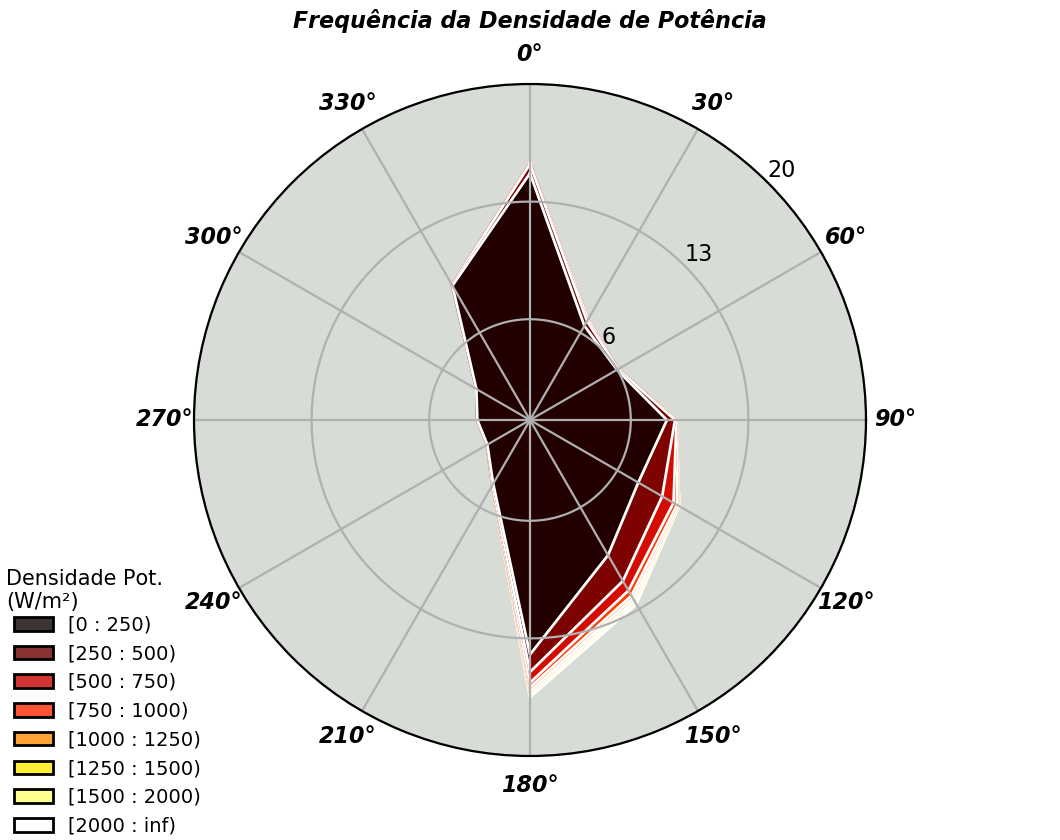 Frequência da Densidade de Potência
0°
330°
30°
20
300°
60°
13
6
270°
90°
240°
120°
210°
150°
180°
Densidade Pot.
(W/m²)
[0 : 250)
[250 : 500)
[500 : 750)
[750 : 1000)
[1000 : 1250)
[1250 : 1500)
[1500 : 2000)
[2000 : inf)